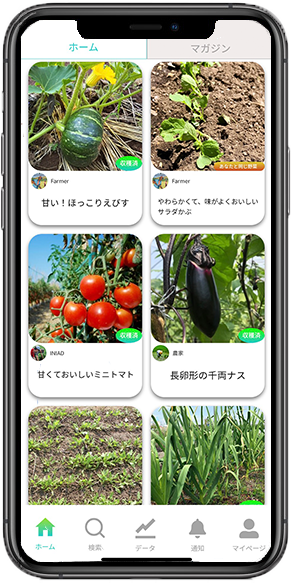 ホーム
マガジン
収穫済
あなたと同じ野菜
Farmer
Farmer
甘い！ほっこりえびす
やわらかくて、味がよくおいしい
サラダかぶ
収穫済
収穫済
INIAD
農家
甘くておいしいミニトマト
長卵形の千両ナス
ホーム
検索
データ
通知
マイページ